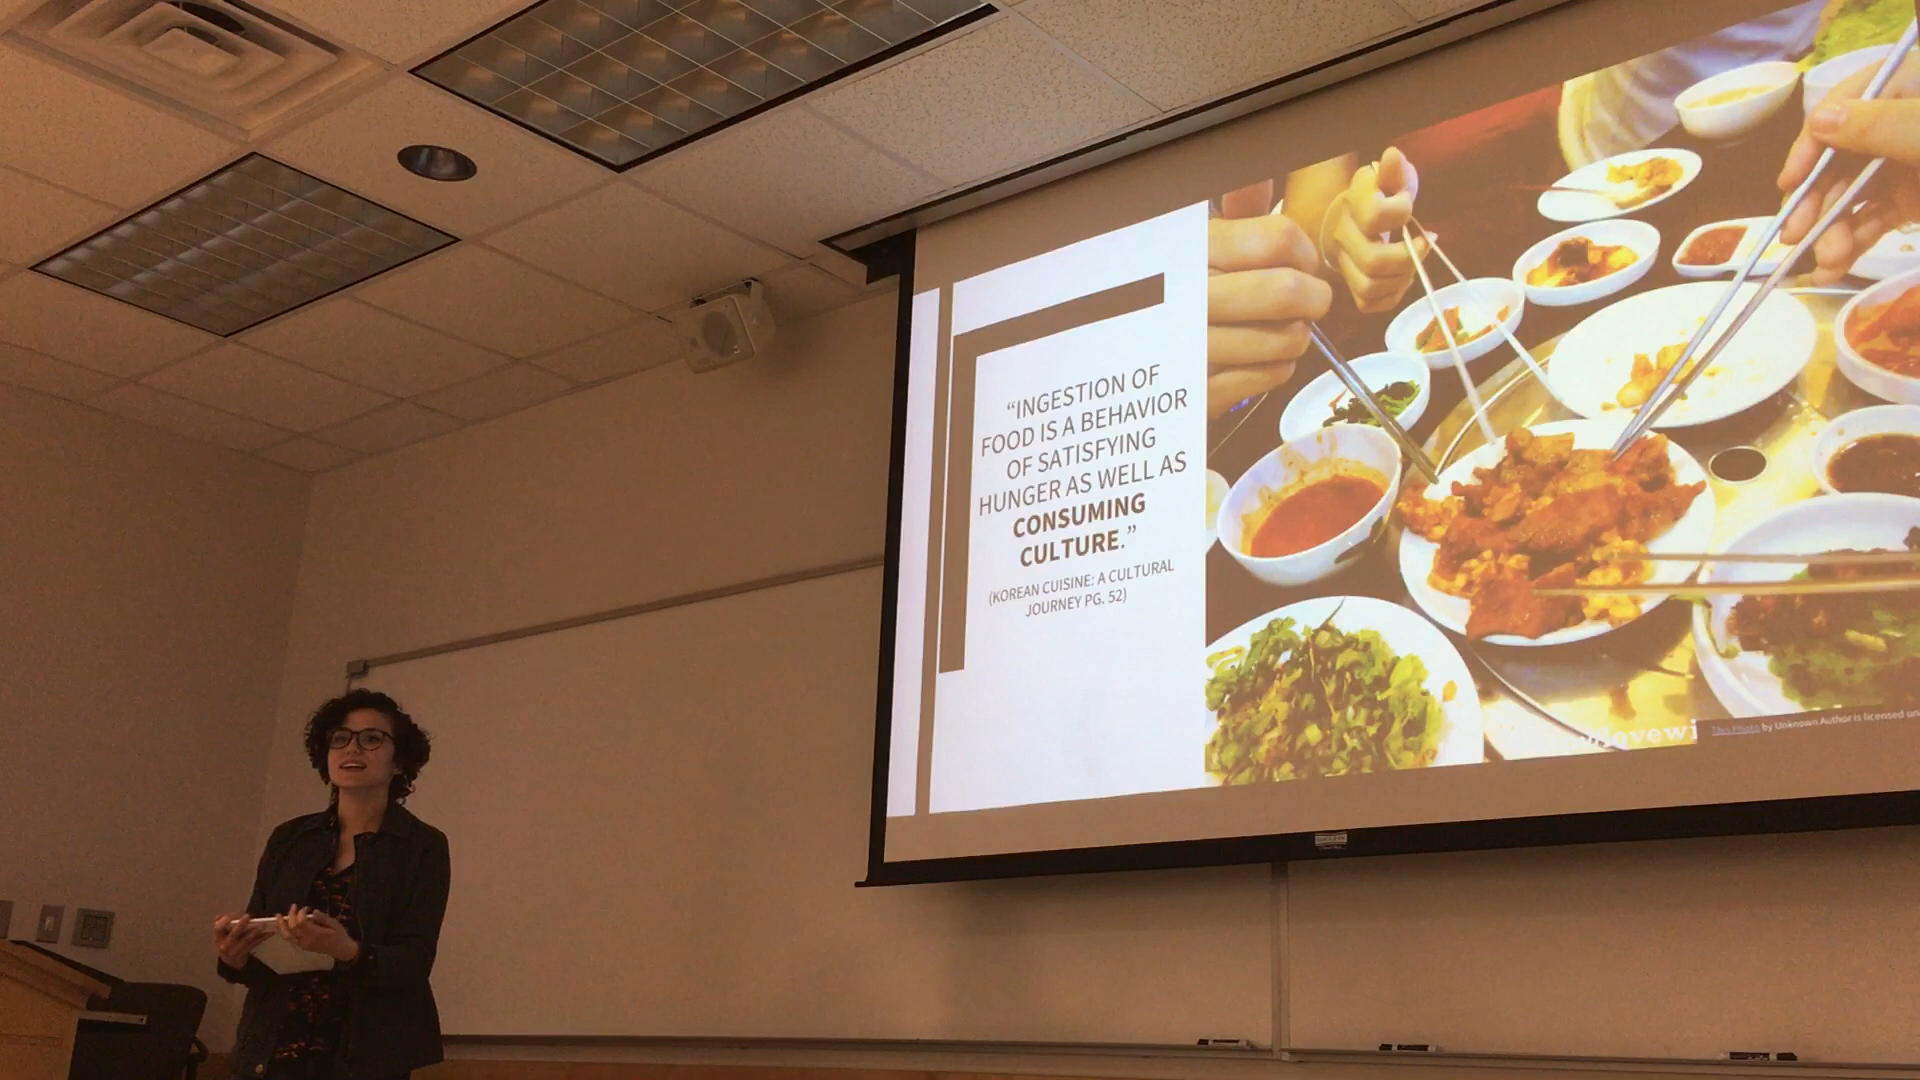 “INGESTION OF
FOOD IS A BEHAVIOR
OF SATISFYING
HUNGER AS WELL AS
CONSUMING
CULTURE.”
(KOREAN CUISINE: A CULTURAL
JOURNEY PG. 52)
This Photo by Unknown Author is licensed